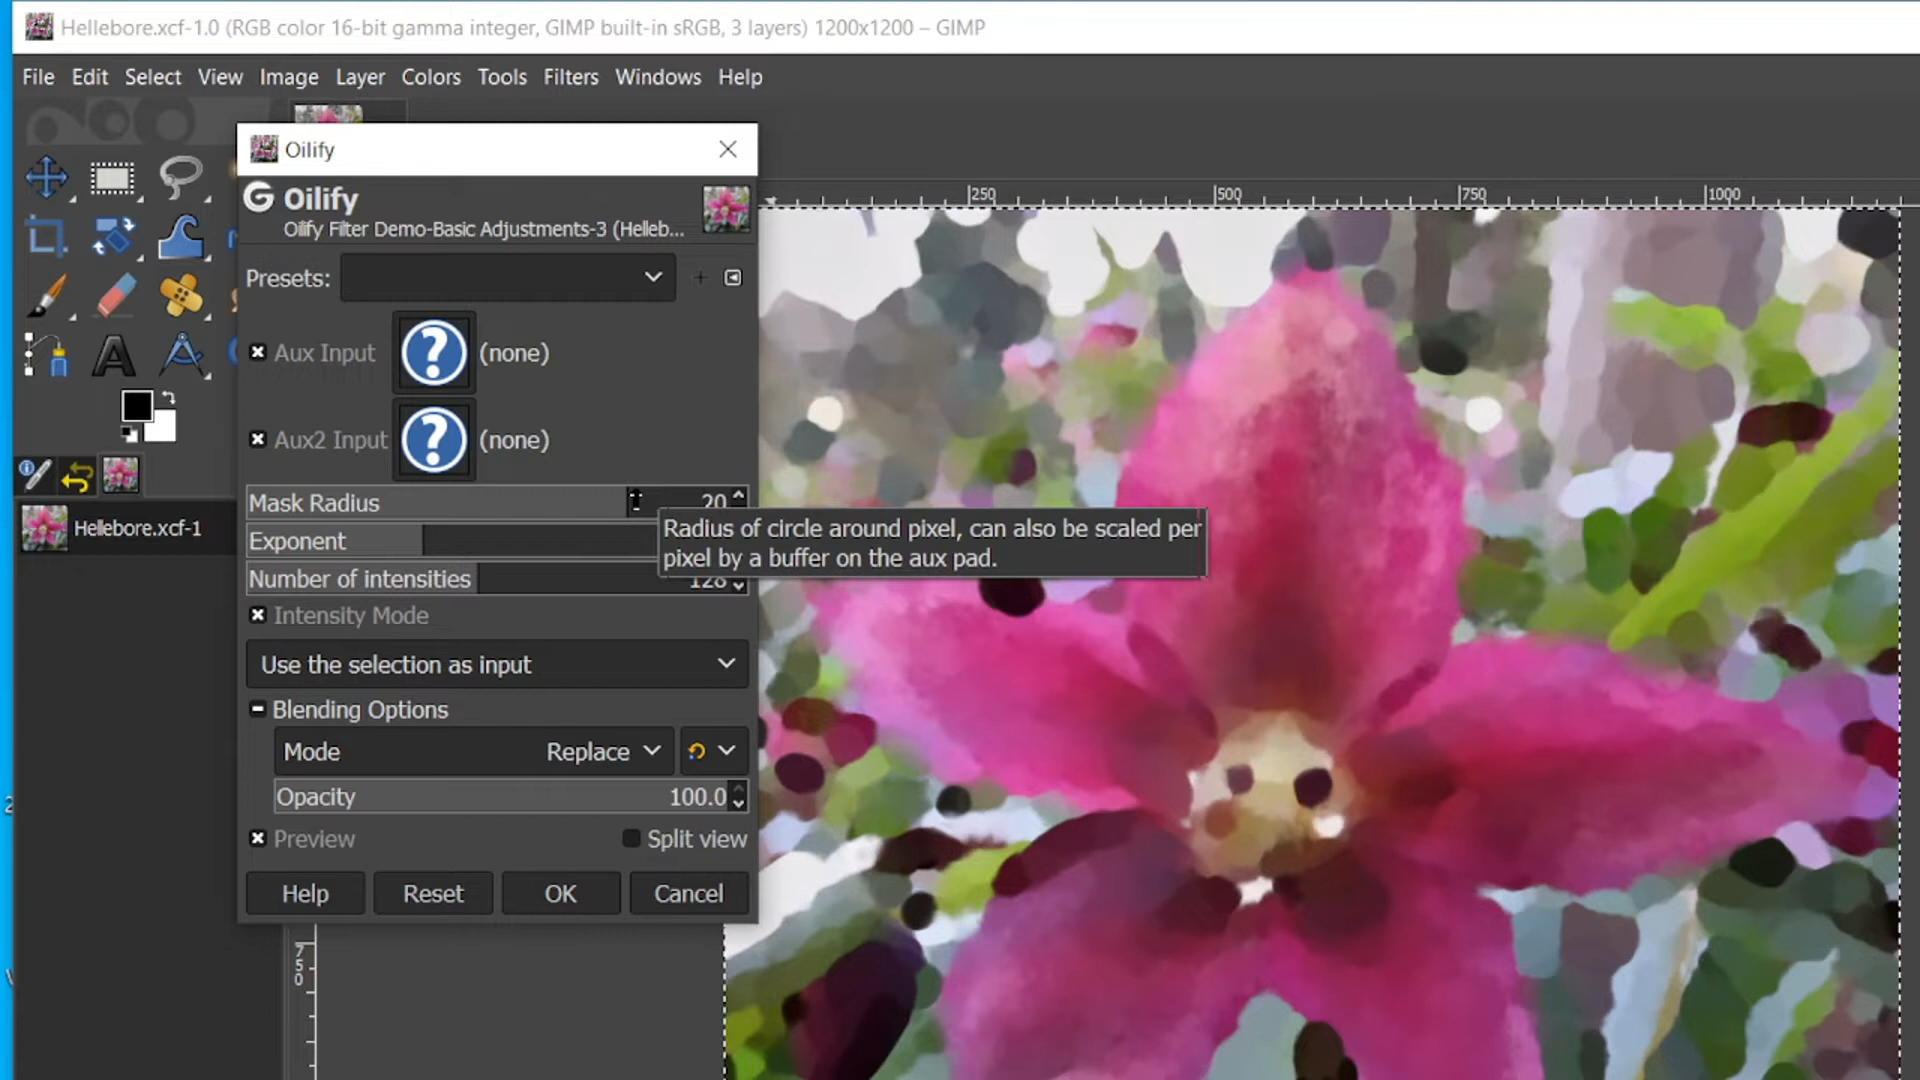 Hellebore.xcf-1.0 (RGB color 16-bit gamma integer, GIMP built-in sRGB, 3 layers) 1200x1200 – GIMP
File Edit Select View Image Layer Colors Tools Filters Windows Help
Oilify
Oilify
Oilify Filter Demo-Basic Adjustments-3 (Helleb...
250 500 750 1000
Presets:
Aux Input (none)
Aux2 Input (none)
Mask Radius 20
Radius of circle around pixel, can also be scaled per
pixel by a buffer on the aux pad.
Hellebore.xcf-1
Exponent
Number of intensities 128
Intensity Mode
Use the selection as input
Blending Options
Mode Replace
Opacity 100.0
Preview Split view
Help Reset OK Cancel
750